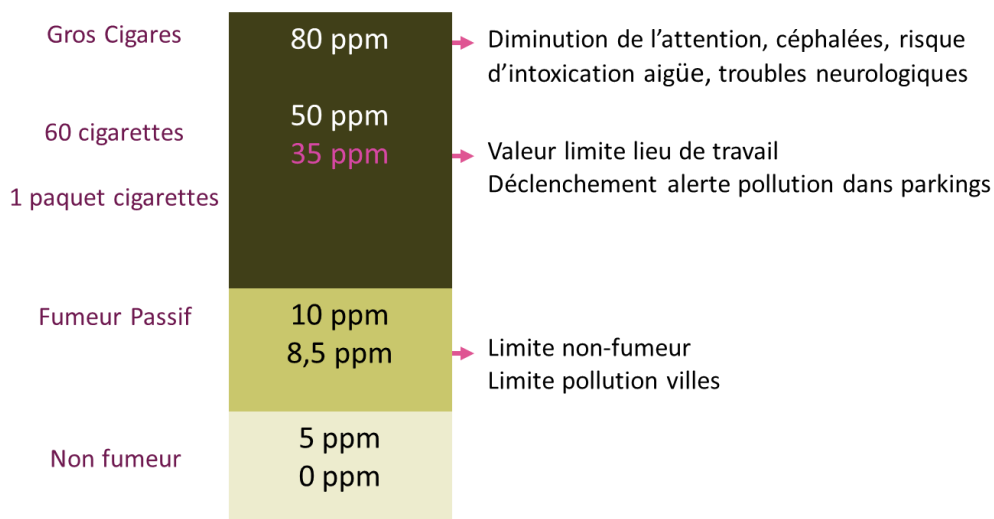 Gros Cigares
80 ppm
Diminution de l’attention, céphalées, risque
d’intoxication aigüe, troubles neurologiques
50 ppm
60 cigarettes
35 ppm
Valeur limite lieu de travail
Déclenchement alerte pollution dans parkings
1 paquet cigarettes
Fumeur Passif
10 ppm
8,5 ppm
Limite non-fumeur
Limite pollution villes
Non fumeur
5 ppm
0 ppm